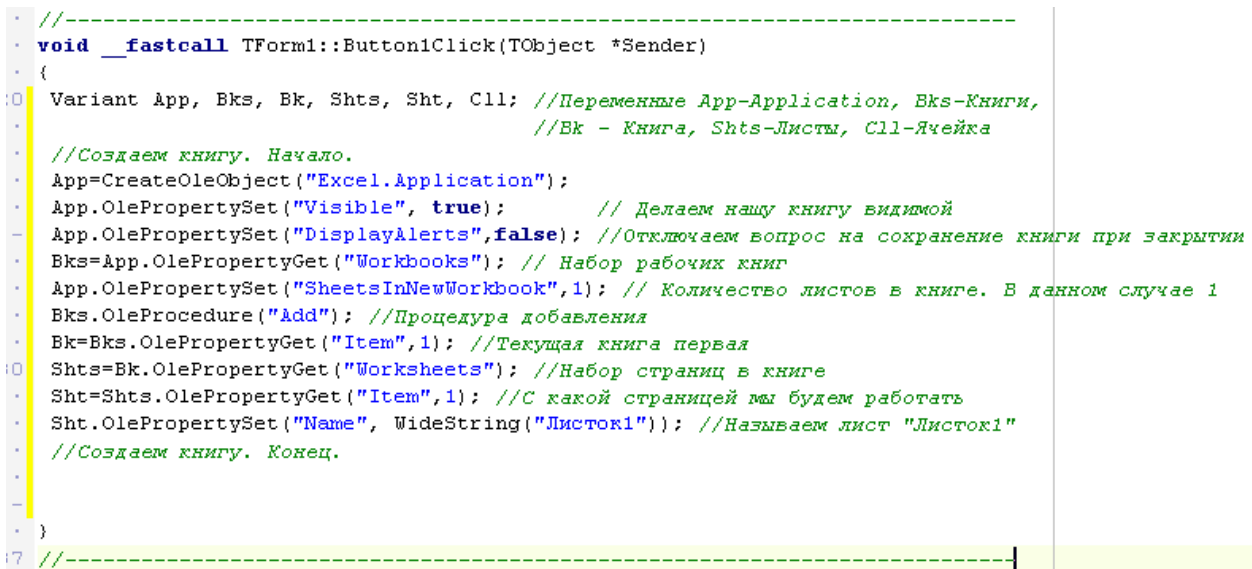 //---------------------------------------------------------------------------
void __fastcall TForm1::Button1Click(TObject *Sender)
{
Variant App, Bks, Bk, Shts, Sht, Cll; //Переменные App-Application, Bks-Книги,
//Bk - Книга, Shts-Листы, Cll-Ячейка
//Создаем книгу. Начало.
App=CreateOleObject("Excel.Application");
App.OlePropertySet("Visible", true); // Делаем нашу книгу видимой
App.OlePropertySet("DisplayAlerts",false); //Отключаем вопрос на сохранение книги при закрытии
Bks=App.OlePropertyGet("Workbooks"); // Набор рабочих книг
App.OlePropertySet("SheetsInNewWorkbook",1); // Количество листов в книге. В данном случае 1
Bks.OleProcedure("Add"); //Процедура добавления
Bk=Bks.OlePropertyGet("Item",1); //Текущая книга первая
Shts=Bk.OlePropertyGet("Worksheets"); //Набор страниц в книге
Sht=Shts.OlePropertyGet("Item",1); //С какой страницей мы будем работать
Sht.OlePropertySet("Name", WideString("Листок1")); //Называем лист "Листок1"
//Создаем книгу. Конец.
}
//---------------------------------------------------------------------------